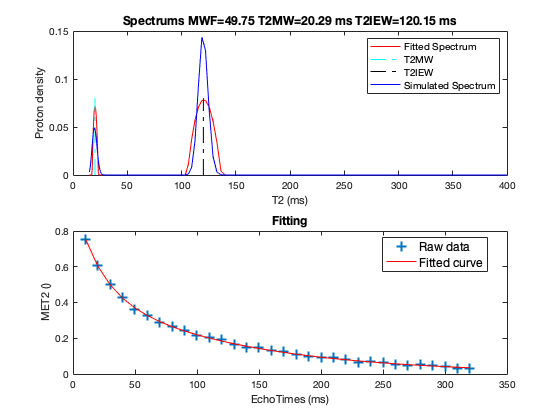 Spectrums MWF=49.75 T2MW=20.29 ms T2IEW=120.15 ms
0.15
0.1
0.05
0
Proton density
Fitted Spectrum
T2MW
T2IEW
Simulated Spectrum
0 50 100 150 200 250 300 350 400
T2 (ms)
Fitting
0.8
0.6
0.4
0.2
0
MET2 ()
Raw data
Fitted curve
0 50 100 150 200 250 300 350
EchoTimes (ms)